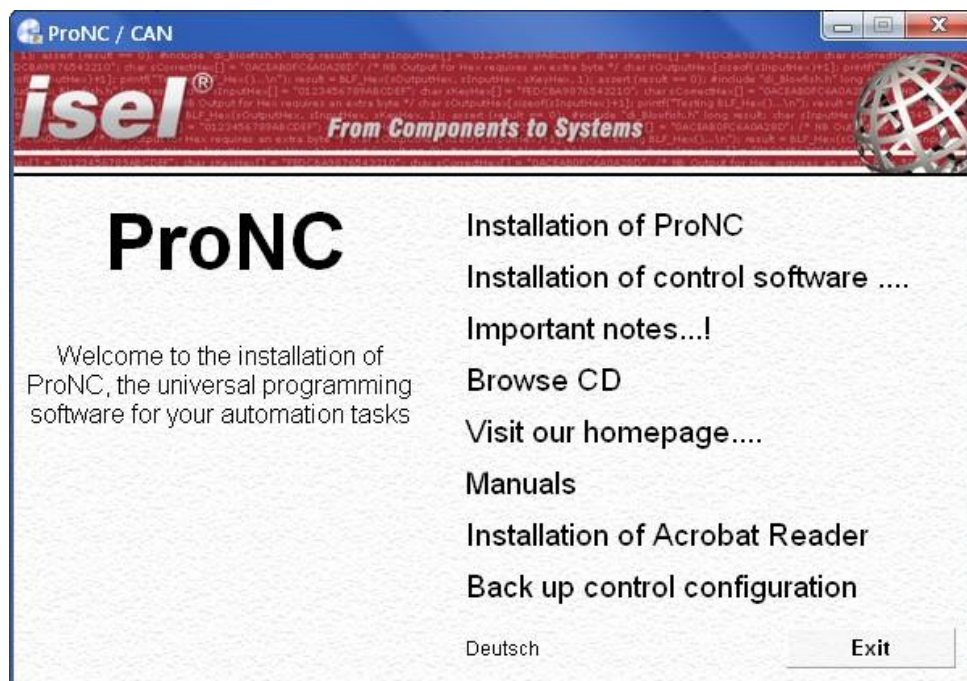 ProNC / CAN
isel®
From Components to Systems
ProNC
Welcome to the installation of
ProNC, the universal programming
software for your automation tasks
Installation of ProNC
Installation of control software ....
Important notes...!
Browse CD
Visit our homepage....
Manuals
Installation of Acrobat Reader
Back up control configuration
Deutsch
Exit